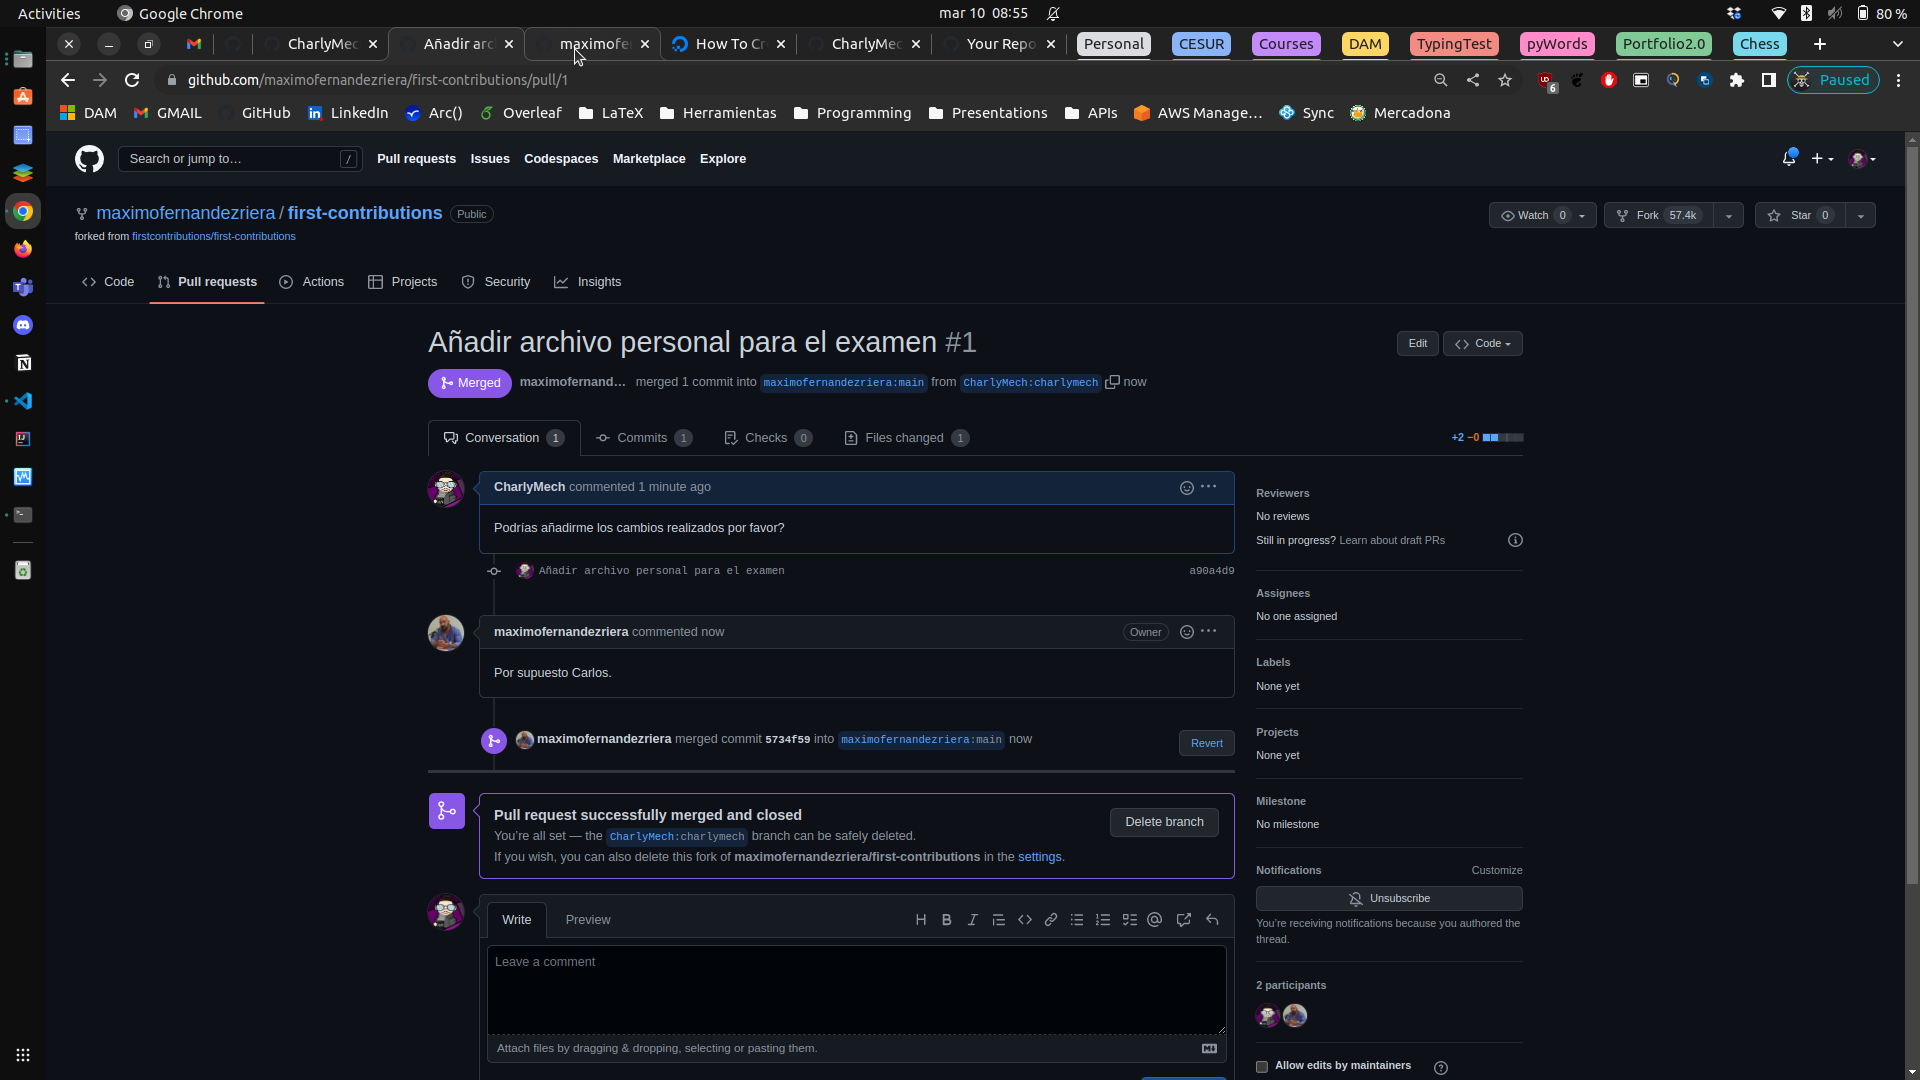 Activities Google Chrome mar 10 08:55 80 %
CharlyMec Añadir arc maximofe How To Cr CharlyMec Your Repo Personal CESUR Courses DAM TypingTest pyWords Portfolio2.0 Chess
github.com/maximofernandezriera/first-contributions/pull/1 6 Paused
DAM GMAIL GitHub LinkedIn Arc() Overleaf LaTeX Herramientas Programming Presentations APIs AWS Manage… Sync Mercadona
Search or jump to… / Pull requests Issues Codespaces Marketplace Explore
maximofernandezriera / first-contributions Public Watch 0 Fork 57.4k Star 0
forked from firstcontributions/first-contributions
Code Pull requests Actions Projects Security Insights
Añadir archivo personal para el examen #1 Edit Code
Merged maximofernand… merged 1 commit into maximofernandezriera:main from CharlyMech:charlymech now
Conversation 1 Commits 1 Checks 0 Files changed 1 +2 −0
CharlyMech commented 1 minute ago
Podrías añadirme los cambios realizados por favor?
Añadir archivo personal para el examen a90a4d9
maximofernandezriera commented now Owner
Por supuesto Carlos.
maximofernandezriera merged commit 5734f59 into maximofernandezriera:main now Revert
Pull request successfully merged and closed
You're all set — the CharlyMech:charlymech branch can be safely deleted. Delete branch
If you wish, you can also delete this fork of maximofernandezriera/first-contributions in the settings.
Write Preview
Leave a comment
Attach files by dragging & dropping, selecting or pasting them.
Reviewers
No reviews
Still in progress? Learn about draft PRs
Assignees
No one assigned
Labels
None yet
Projects
None yet
Milestone
No milestone
Notifications Customize
Unsubscribe
You're receiving notifications because you authored the
thread.
2 participants
Allow edits by maintainers